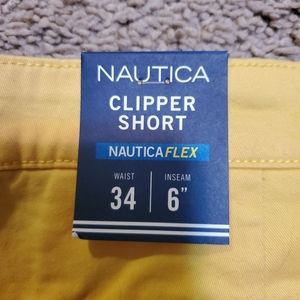 NAUTICA
CLIPPER
SHORT
NAUTICAFLEX
WAIST INSEAM
34 6"